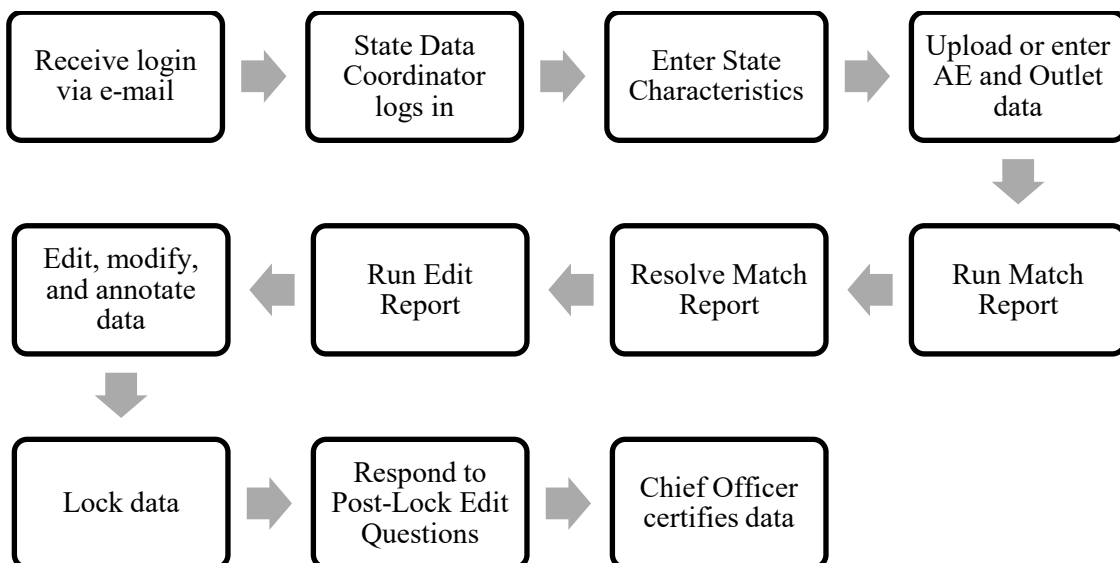 Receive login
via e-mail
State Data
Coordinator
logs in
Enter State
Characteristics
Upload or enter
AE and Outlet
data
Run Match
Report
Resolve Match
Report
Run Edit
Report
Edit, modify,
and annotate
data
Lock data
Respond to
Post-Lock Edit
Questions
Chief Officer
certifies data